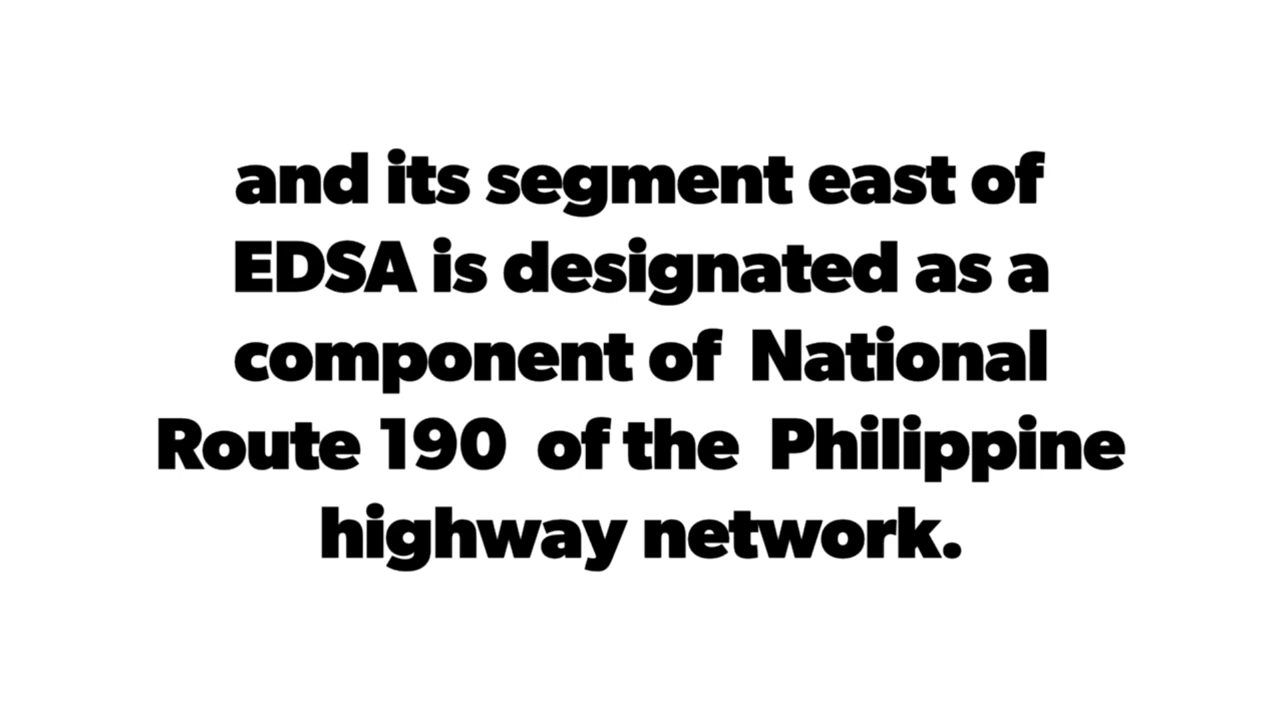 and its segment east of
EDSA is designated as a
component of National
Route 190 of the Philippine
highway network.